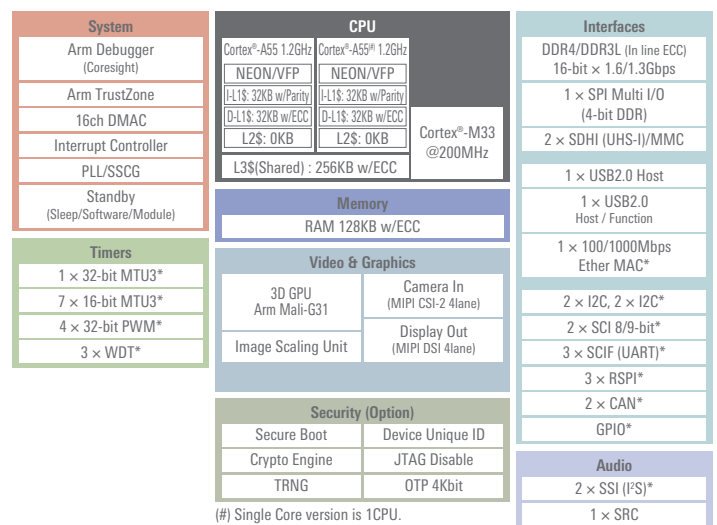 System
Arm Debugger
(Coresight)
Arm TrustZone
16ch DMAC
Interrupt Controller
PLL/SSCG
Standby
(Sleep/Software/Module)
Timers
1 × 32-bit MTU3*
7 × 16-bit MTU3*
4 × 32-bit PWM*
3 × WDT*
CPU
Cortex®-A55 1.2GHz
NEON/VFP
I-L1$: 32KB w/Parity
D-L1$: 32KB w/ECC
L2$: 0KB
Cortex®-A55(#) 1.2GHz
NEON/VFP
I-L1$: 32KB w/Parity
D-L1$: 32KB w/ECC
L2$: 0KB
L3$(Shared) : 256KB w/ECC
Cortex®-M33
@200MHz
Memory
RAM 128KB w/ECC
Video & Graphics
3D GPU
Arm Mali-G31
Image Scaling Unit
Camera In
(MIPI CSI-2 4lane)
Display Out
(MIPI DSI 4lane)
Security (Option)
Secure Boot
Device Unique ID
Crypto Engine
JTAG Disable
TRNG
OTP 4Kbit
(#) Single Core version is 1CPU.
Interfaces
DDR4/DDR3L (In line ECC)
16-bit × 1.6/1.3Gbps
1 × SPI Multi I/O
(4-bit DDR)
2 × SDHI (UHS-I)/MMC
1 × USB2.0 Host
1 × USB2.0
Host / Function
1 × 100/1000Mbps
Ether MAC*
2 × I2C, 2 × I2C*
2 × SCI 8/9-bit*
3 × SCIF (UART)*
3 × RSPI*
2 × CAN*
GPIO*
Audio
2 × SSI (I²S)*
1 × SRC